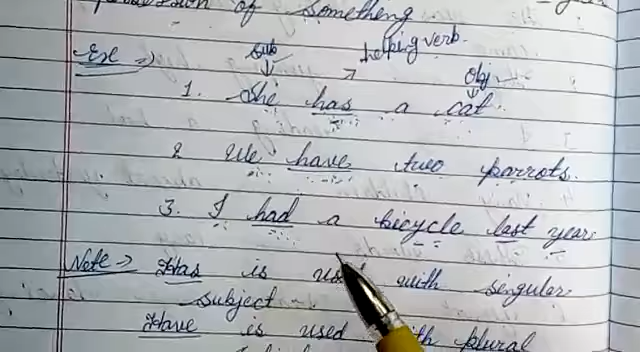 of something
Ex => sub helping verb.
Obj
1. She has a cat.
2 We have two parrots.
3. I had a bicycle last year.
Note => Has is with singular
subject
Have is used with plural